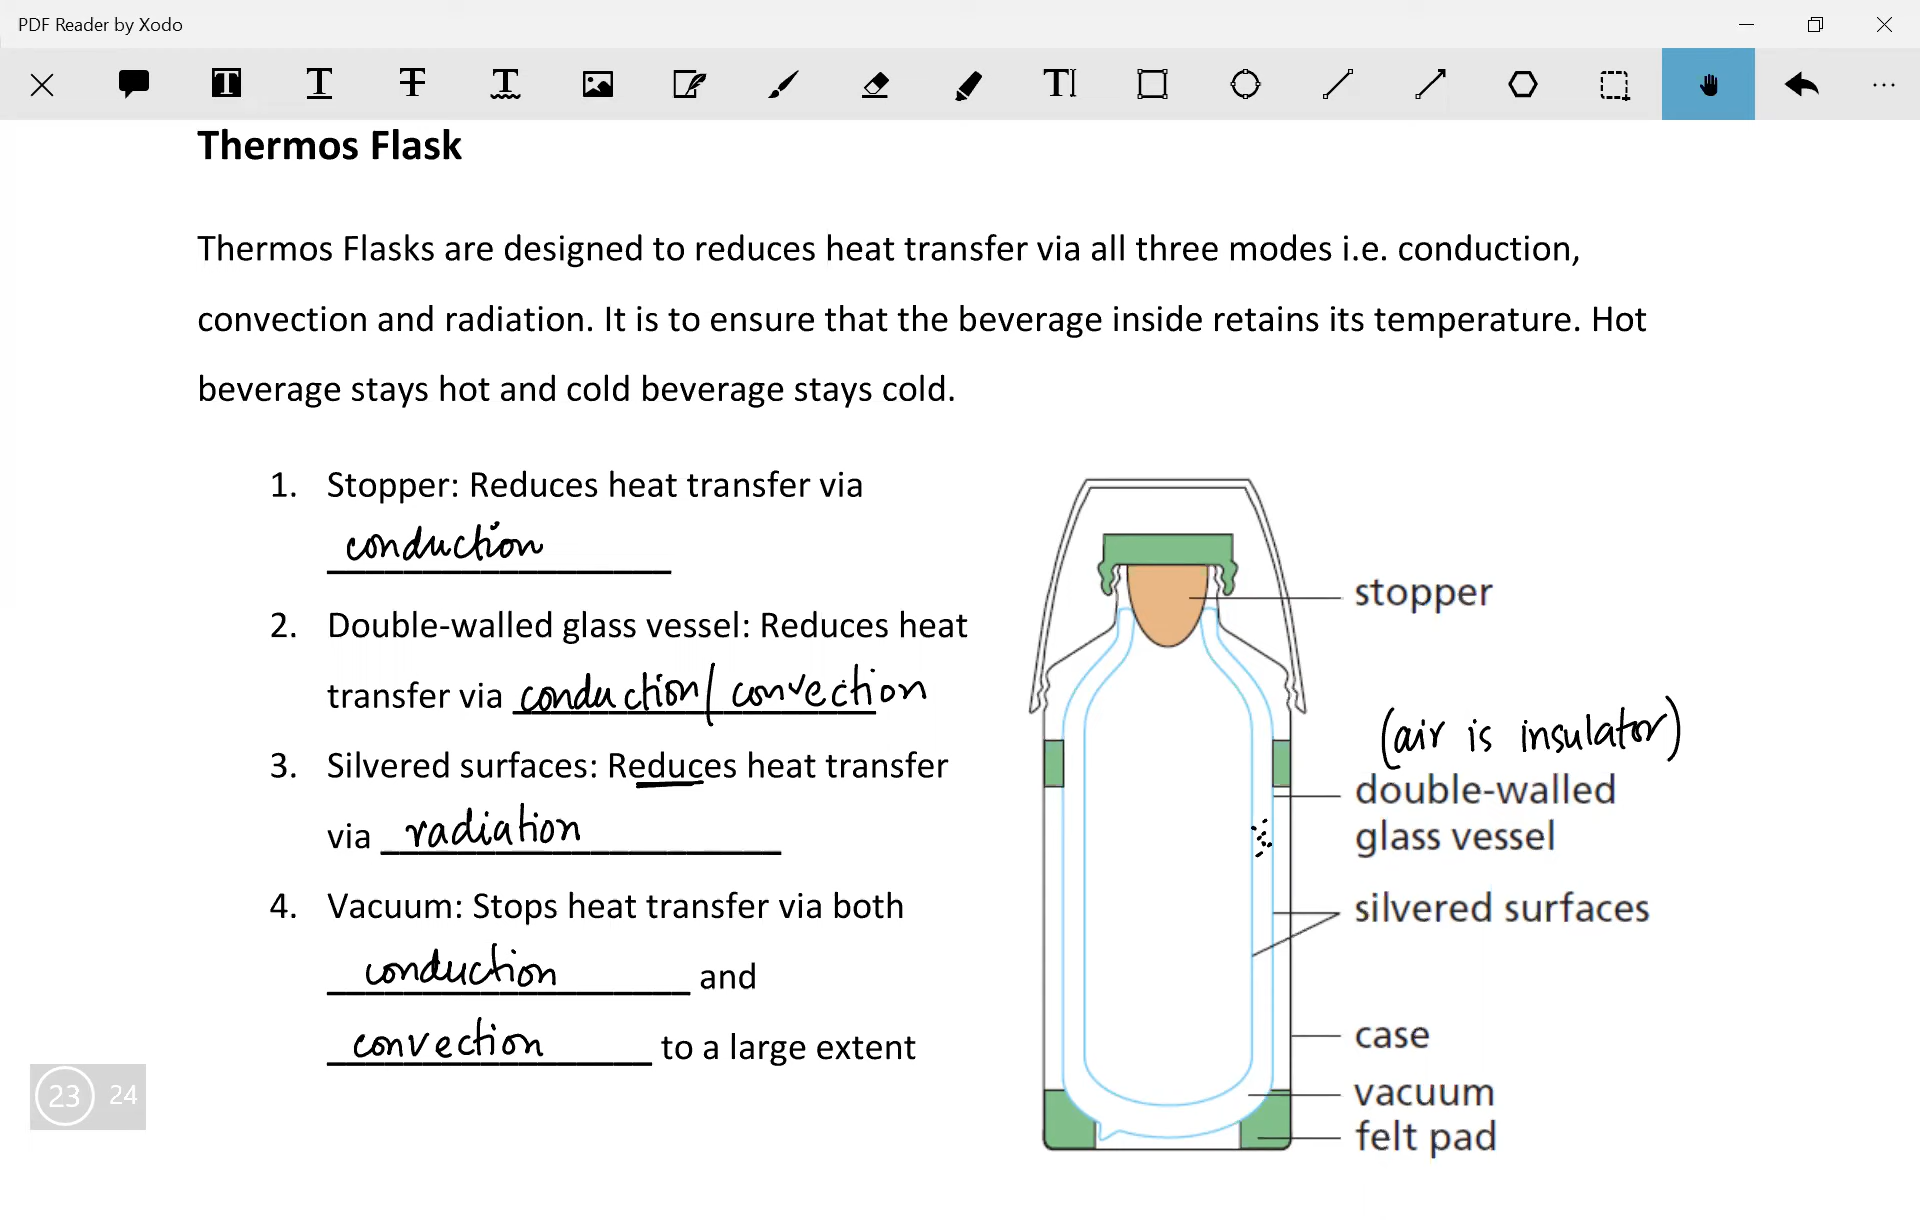 PDF Reader by Xodo
Thermos Flask
Thermos Flasks are designed to reduces heat transfer via all three modes i.e. conduction,
convection and radiation. It is to ensure that the beverage inside retains its temperature. Hot
beverage stays hot and cold beverage stays cold.
1. Stopper: Reduces heat transfer via
conduction
2. Double-walled glass vessel: Reduces heat
transfer via conduction/convection
3. Silvered surfaces: Reduces heat transfer
via radiation
4. Vacuum: Stops heat transfer via both
conduction and
convection to a large extent
stopper
(air is insulator)
double-walled
glass vessel
silvered surfaces
case
vacuum
felt pad
23 24